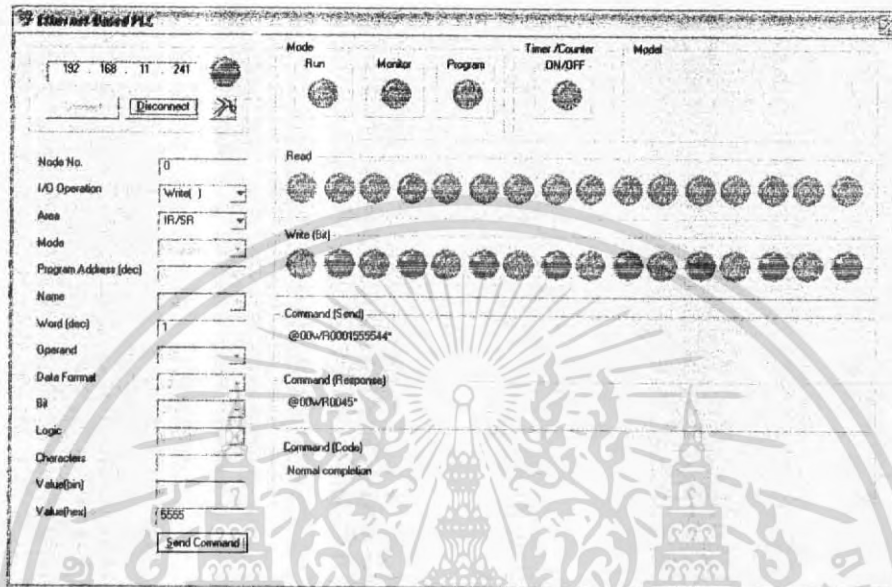 Ethernet-Based PLC
192 . 168 . 11 . 241
Disconnect
Mode
Run
Monitor
Program
Timer /Counter
ON/OFF
Model
Node No.
0
I/O Operation
Write( )
Area
IR/SR
Mode
Program Address (dec)
Name
Word (dec)
1
Operand
Data Format
Bit
Logic
Characters
Value(bin)
Value(hex)
5555
Send Command
Read
Write (Bit)
Command (Send)
@00WR0001555544*
Command (Response)
@00WR0045*
Command (Code)
Normal completion